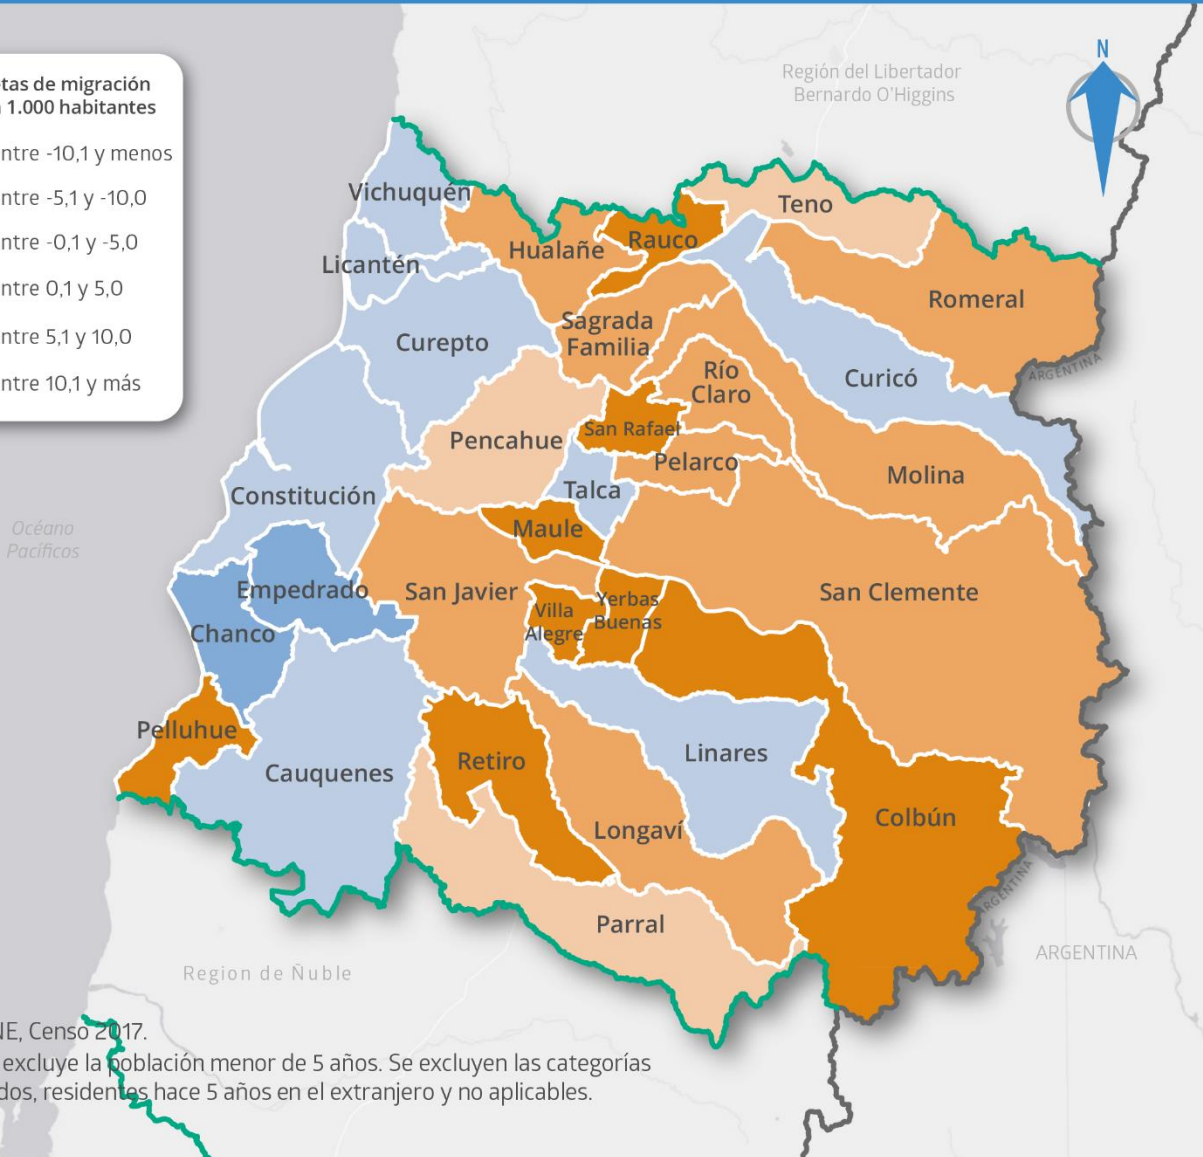 etas de migración
1.000 habitantes
ntre -10,1 y menos
ntre -5,1 y -10,0
ntre -0,1 y -5,0
ntre 0,1 y 5,0
ntre 5,1 y 10,0
ntre 10,1 y más
N
Región del Libertador
Bernardo O'Higgins
Vichuquén
Teno
Hualañe
Rauco
Licantén
Romeral
Sagrada
Familia
Curepto
ARGENTINA
Río
Claro
Curicó
San Rafael
Pencahue
Pelarco
Molina
Talca
Constitución
Océano
Pacíficos
Maule
Empedrado
San Javier
San Clemente
Villa
Alegre
Yerbas
Buenas
Chanco
Pelluhue
Linares
Retiro
Cauquenes
Colbún
Longaví
ARGENTINA
Parral
ARGENTINA
Region de Ñuble
NE, Censo 2017.
excluye la población menor de 5 años. Se excluyen las categorías
dos, residentes hace 5 años en el extranjero y no aplicables.